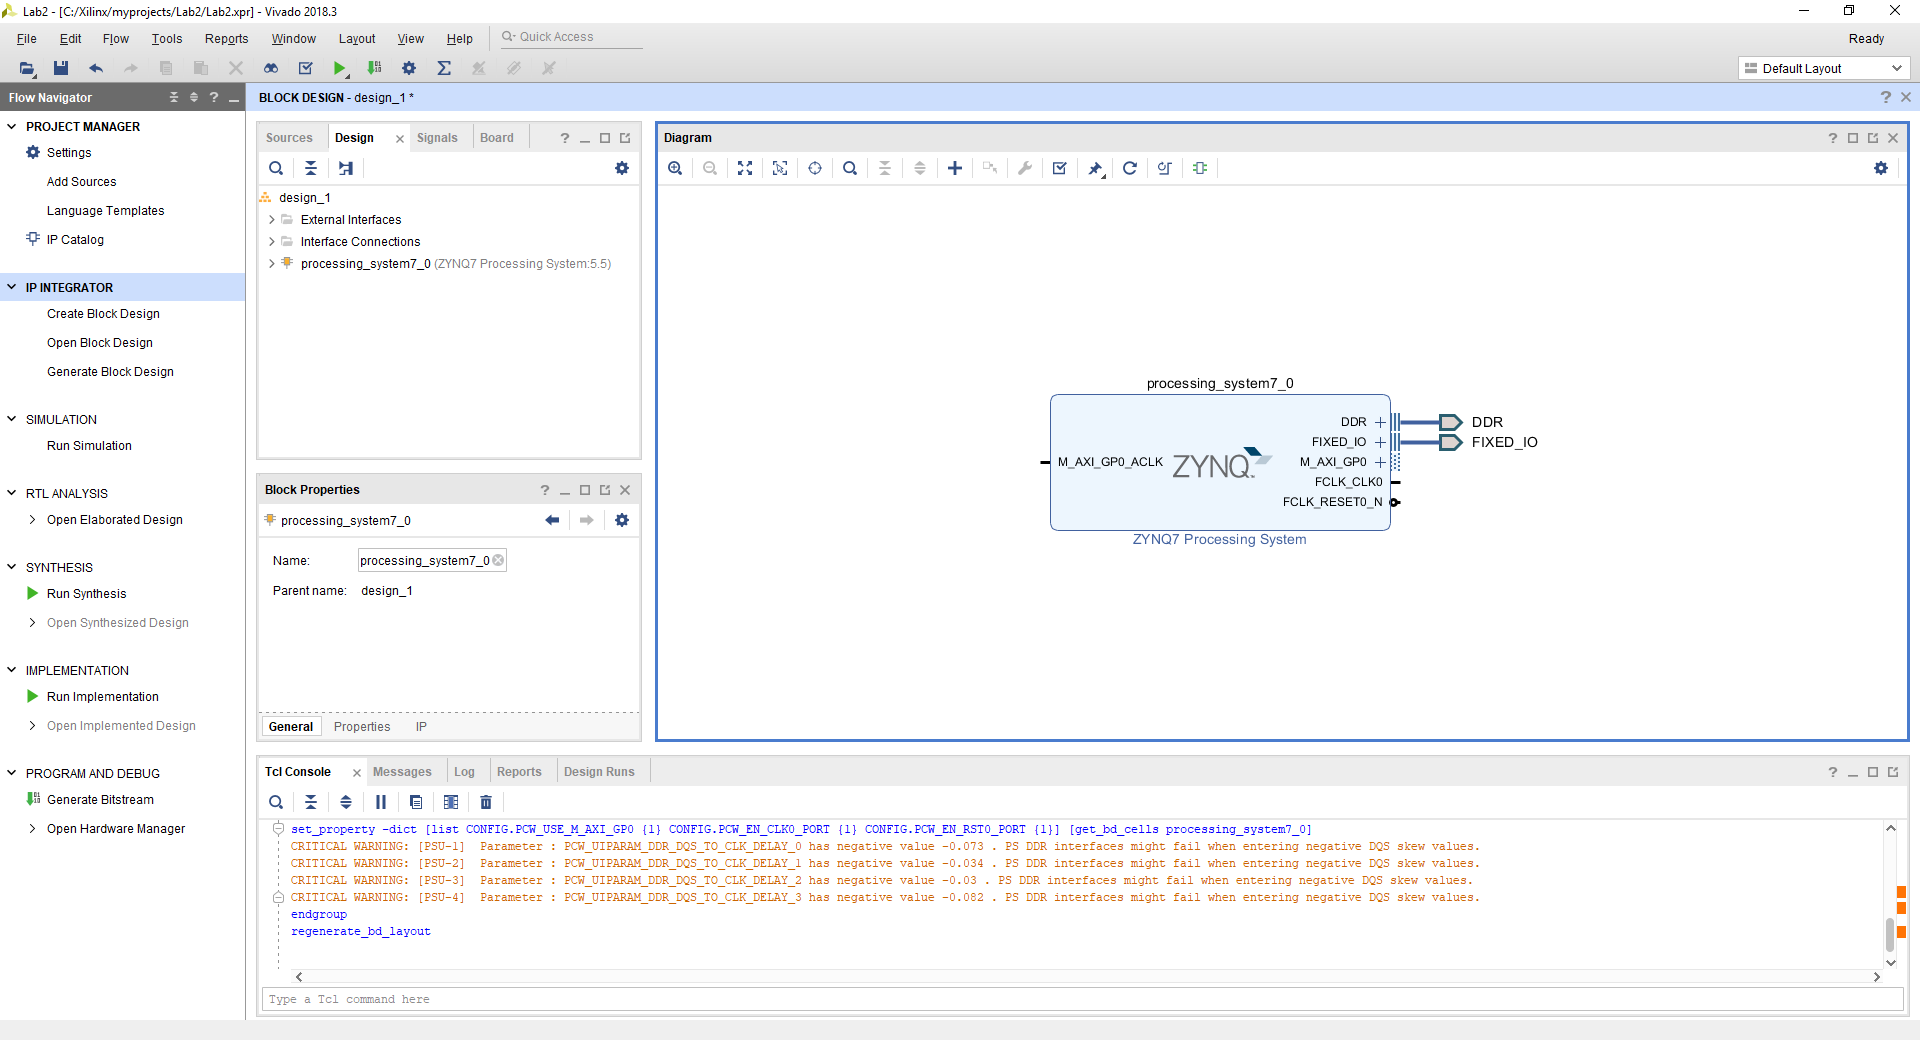 Lab2 - [C:/Xilinx/myprojects/Lab2/Lab2.xpr] - Vivado 2018.3
File Edit Flow Tools Reports Window Layout View Help Quick Access Ready
Default Layout
Flow Navigator
PROJECT MANAGER
Settings
Add Sources
Language Templates
IP Catalog
IP INTEGRATOR
Create Block Design
Open Block Design
Generate Block Design
SIMULATION
Run Simulation
RTL ANALYSIS
Open Elaborated Design
SYNTHESIS
Run Synthesis
Open Synthesized Design
IMPLEMENTATION
Run Implementation
Open Implemented Design
PROGRAM AND DEBUG
Generate Bitstream
Open Hardware Manager
BLOCK DESIGN - design_1 *
Sources Design Signals Board
design_1
External Interfaces
Interface Connections
processing_system7_0 (ZYNQ7 Processing System:5.5)
Block Properties
processing_system7_0
Name: processing_system7_0
Parent name: design_1
General Properties IP
Diagram
processing_system7_0
M_AXI_GP0_ACLK
ZYNQ
DDR
FIXED_IO
M_AXI_GP0
FCLK_CLK0
FCLK_RESET0_N
DDR
FIXED_IO
ZYNQ7 Processing System
Tcl Console Messages Log Reports Design Runs
set_property -dict [list CONFIG.PCW_USE_M_AXI_GP0 {1} CONFIG.PCW_EN_CLK0_PORT {1} CONFIG.PCW_EN_RST0_PORT {1}] [get_bd_cells processing_system7_0]
CRITICAL WARNING: [PSU-1]  Parameter : PCW_UIPARAM_DDR_DQS_TO_CLK_DELAY_0 has negative value -0.073 . PS DDR interfaces might fail when entering negative DQS skew values.
CRITICAL WARNING: [PSU-2]  Parameter : PCW_UIPARAM_DDR_DQS_TO_CLK_DELAY_1 has negative value -0.034 . PS DDR interfaces might fail when entering negative DQS skew values.
CRITICAL WARNING: [PSU-3]  Parameter : PCW_UIPARAM_DDR_DQS_TO_CLK_DELAY_2 has negative value -0.03 . PS DDR interfaces might fail when entering negative DQS skew values.
CRITICAL WARNING: [PSU-4]  Parameter : PCW_UIPARAM_DDR_DQS_TO_CLK_DELAY_3 has negative value -0.082 . PS DDR interfaces might fail when entering negative DQS skew values.
endgroup
regenerate_bd_layout
Type a Tcl command here